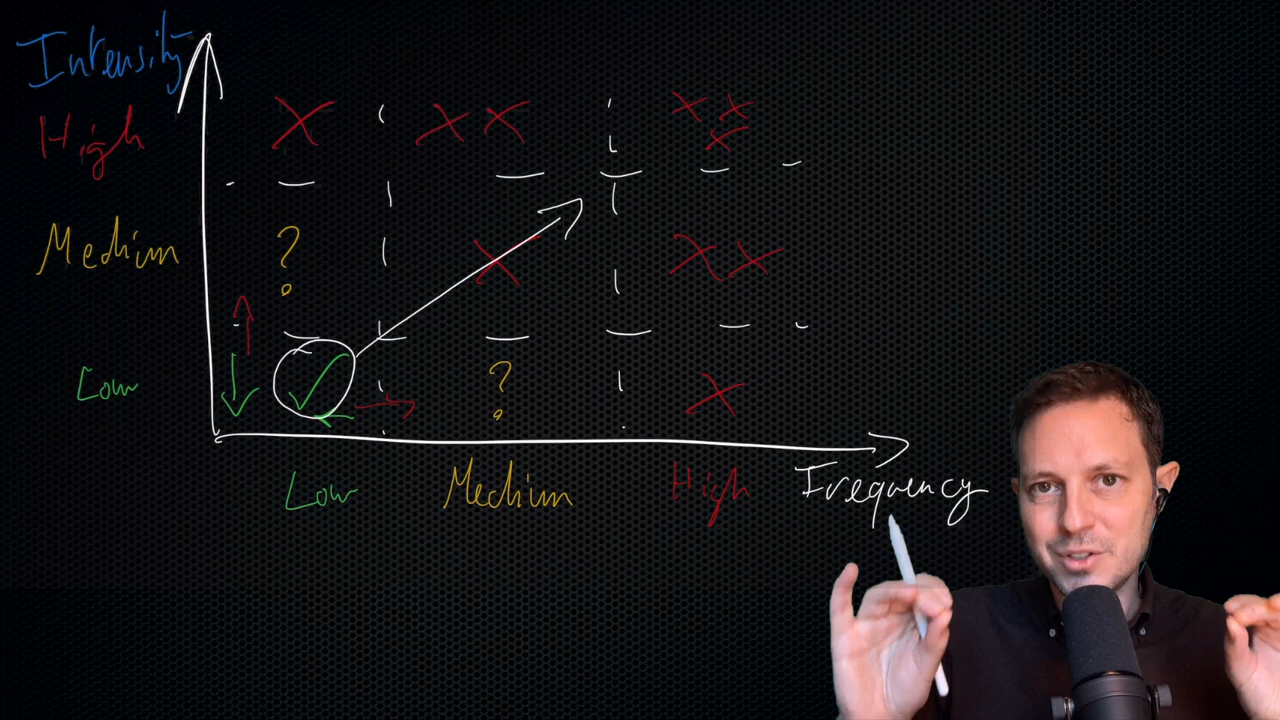 Intensity
High
Medium
? ?
Low ?
Low Medium High Frequency